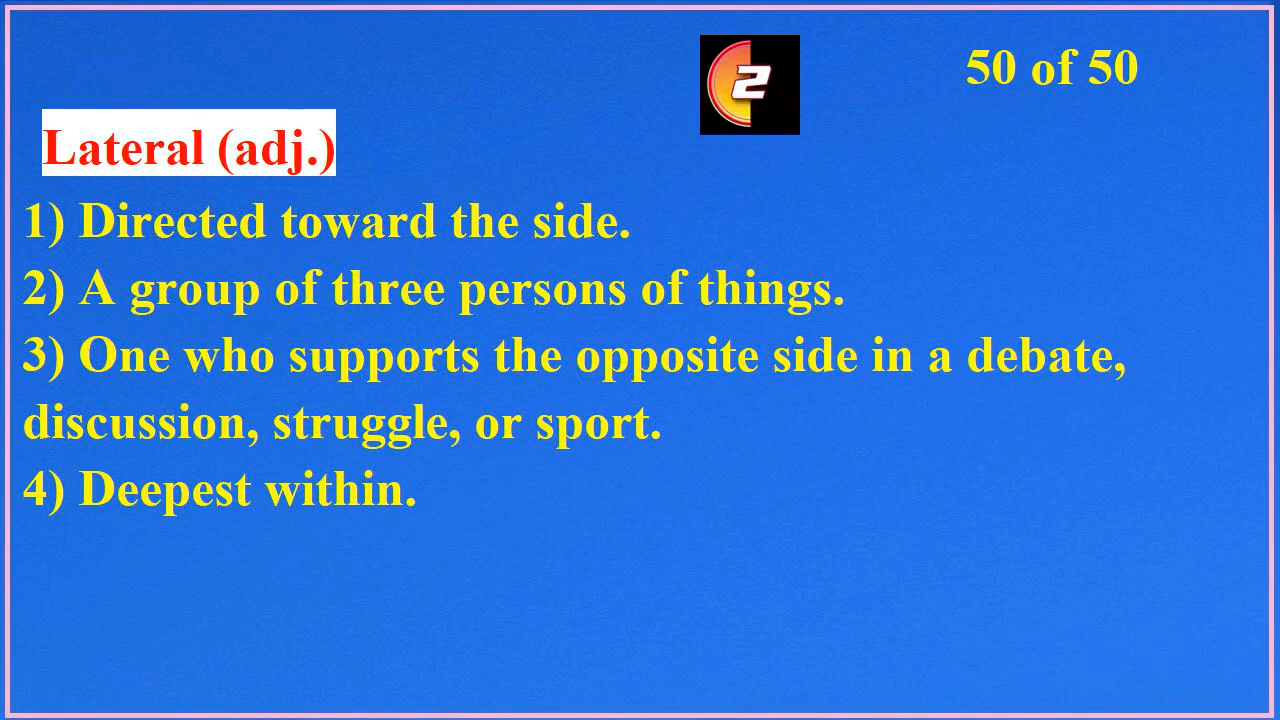 2
50 of 50
Lateral (adj.)
1) Directed toward the side.
2) A group of three persons of things.
3) One who supports the opposite side in a debate,
discussion, struggle, or sport.
4) Deepest within.